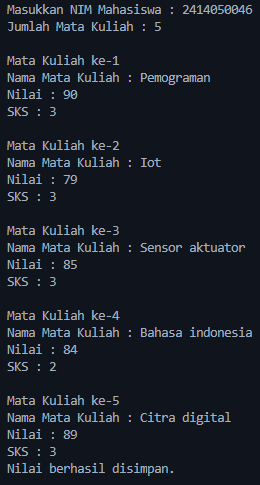 Masukkan NIM Mahasiswa : 2414050046
Jumlah Mata Kuliah : 5
Mata Kuliah ke-1
Nama Mata Kuliah : Pemograman
Nilai : 90
SKS : 3
Mata Kuliah ke-2
Nama Mata Kuliah : Iot
Nilai : 79
SKS : 3
Mata Kuliah ke-3
Nama Mata Kuliah : Sensor aktuator
Nilai : 85
SKS : 3
Mata Kuliah ke-4
Nama Mata Kuliah : Bahasa indonesia
Nilai : 84
SKS : 2
Mata Kuliah ke-5
Nama Mata Kuliah : Citra digital
Nilai : 89
SKS : 3
Nilai berhasil disimpan.